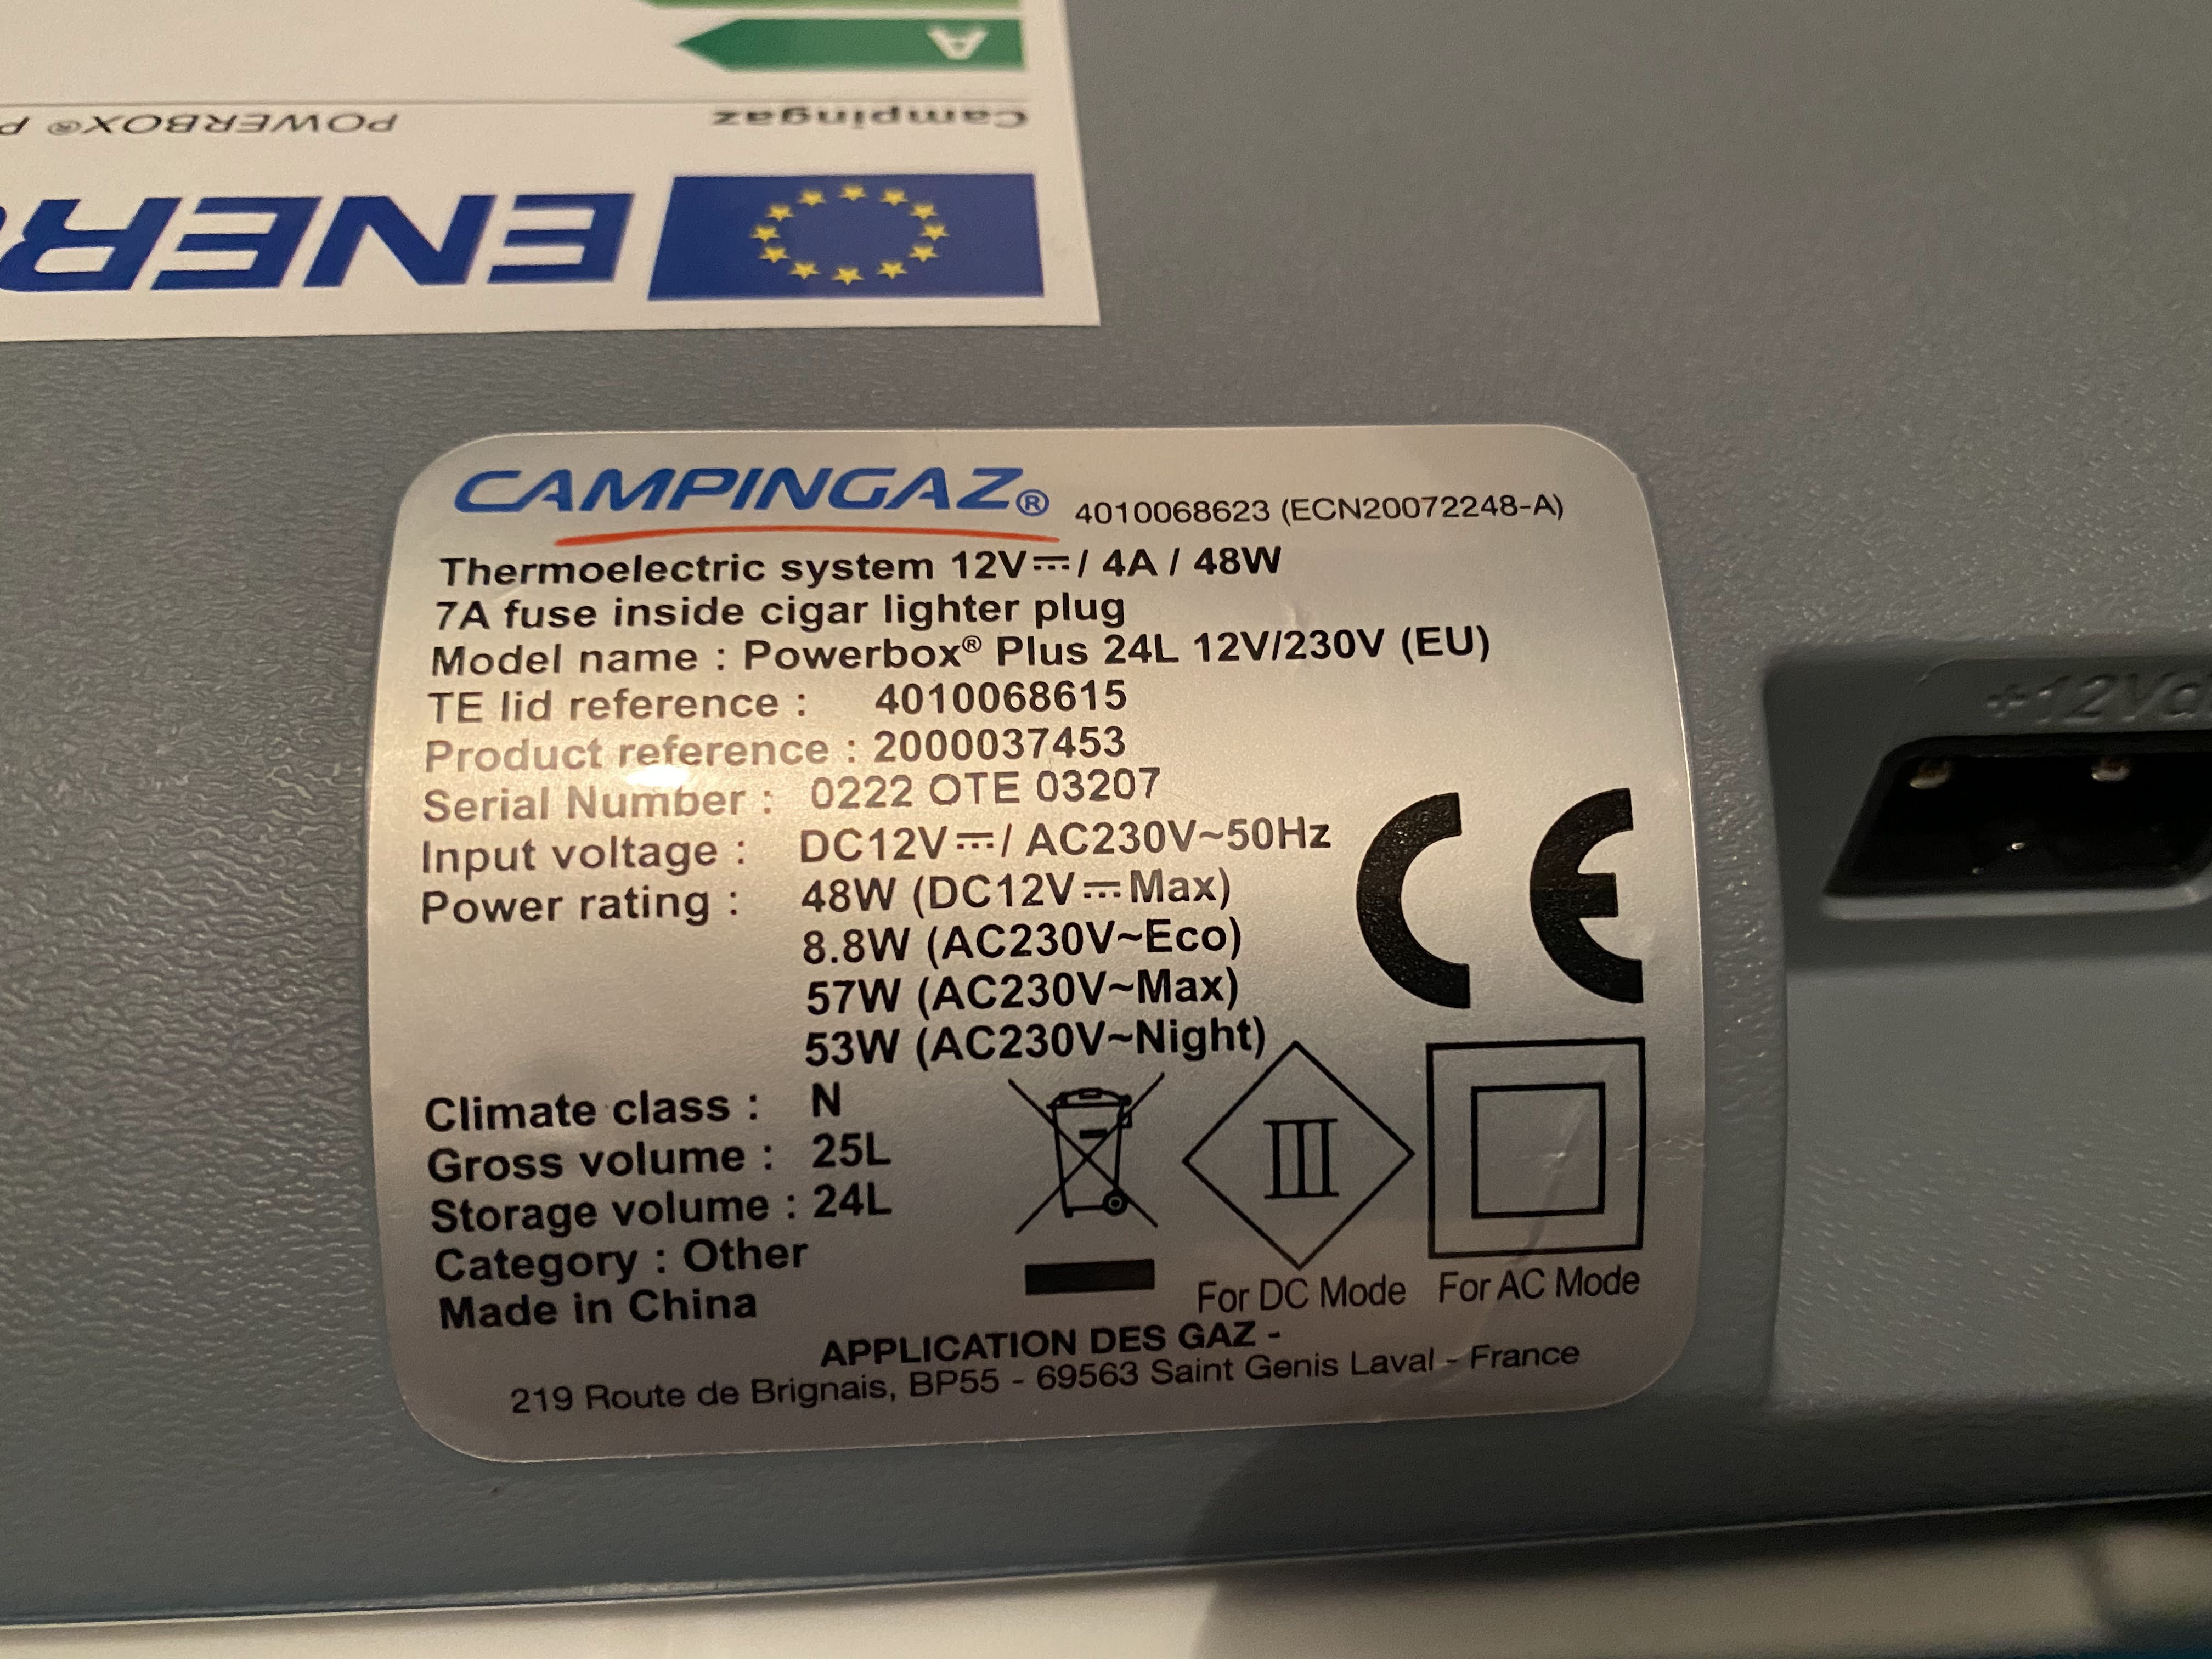 A
Campingaz POWERBOX® P
ENER
CAMPINGAZ® 4010068623 (ECN20072248-A)
Thermoelectric system 12V⎓/ 4A / 48W
7A fuse inside cigar lighter plug
Model name : Powerbox® Plus 24L 12V/230V (EU)
TE lid reference : 4010068615
Product reference : 2000037453
Serial Number : 0222 OTE 03207
Input voltage : DC12V⎓/ AC230V~50Hz
Power rating : 48W (DC12V⎓Max)
8.8W (AC230V~Eco)
57W (AC230V~Max)
53W (AC230V~Night)
Climate class : N
Gross volume : 25L
Storage volume : 24L
Category : Other
Made in China
CE
III
For DC Mode For AC Mode
APPLICATION DES GAZ -
219 Route de Brignais, BP55 - 69563 Saint Genis Laval - France
+12Vd